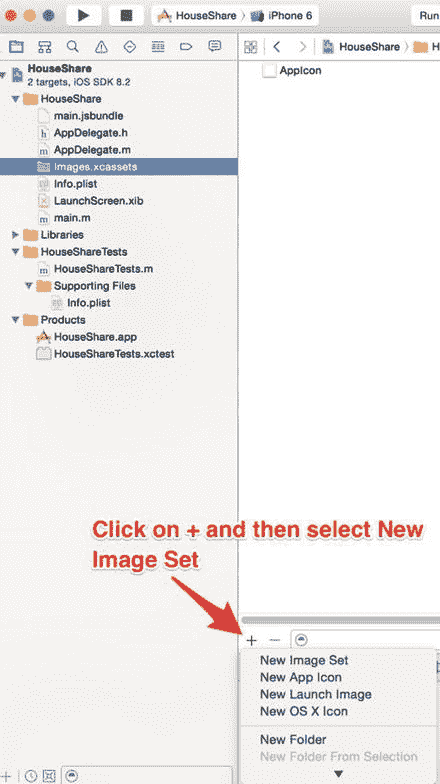 HouseShare iPhone 6 Run
HouseShare H
HouseShare
2 targets, iOS SDK 8.2
AppIcon
HouseShare
main.jsbundle
AppDelegate.h
AppDelegate.m
Images.xcassets
Info.plist
LaunchScreen.xib
main.m
Libraries
HouseShareTests
HouseShareTests.m
Supporting Files
Info.plist
Products
HouseShare.app
HouseShareTests.xctest
Click on + and then select New
Image Set
New Image Set
New App Icon
New Launch Image
New OS X Icon
New Folder
New Folder From Selection